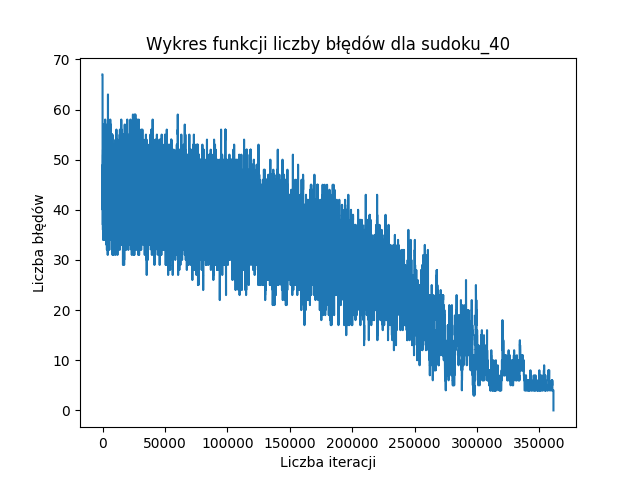 Wykres funkcji liczby błędów dla sudoku_40
70
60
50
40
30
20
10
0
Liczba błędów
0 50000 100000 150000 200000 250000 300000 350000
Liczba iteracji